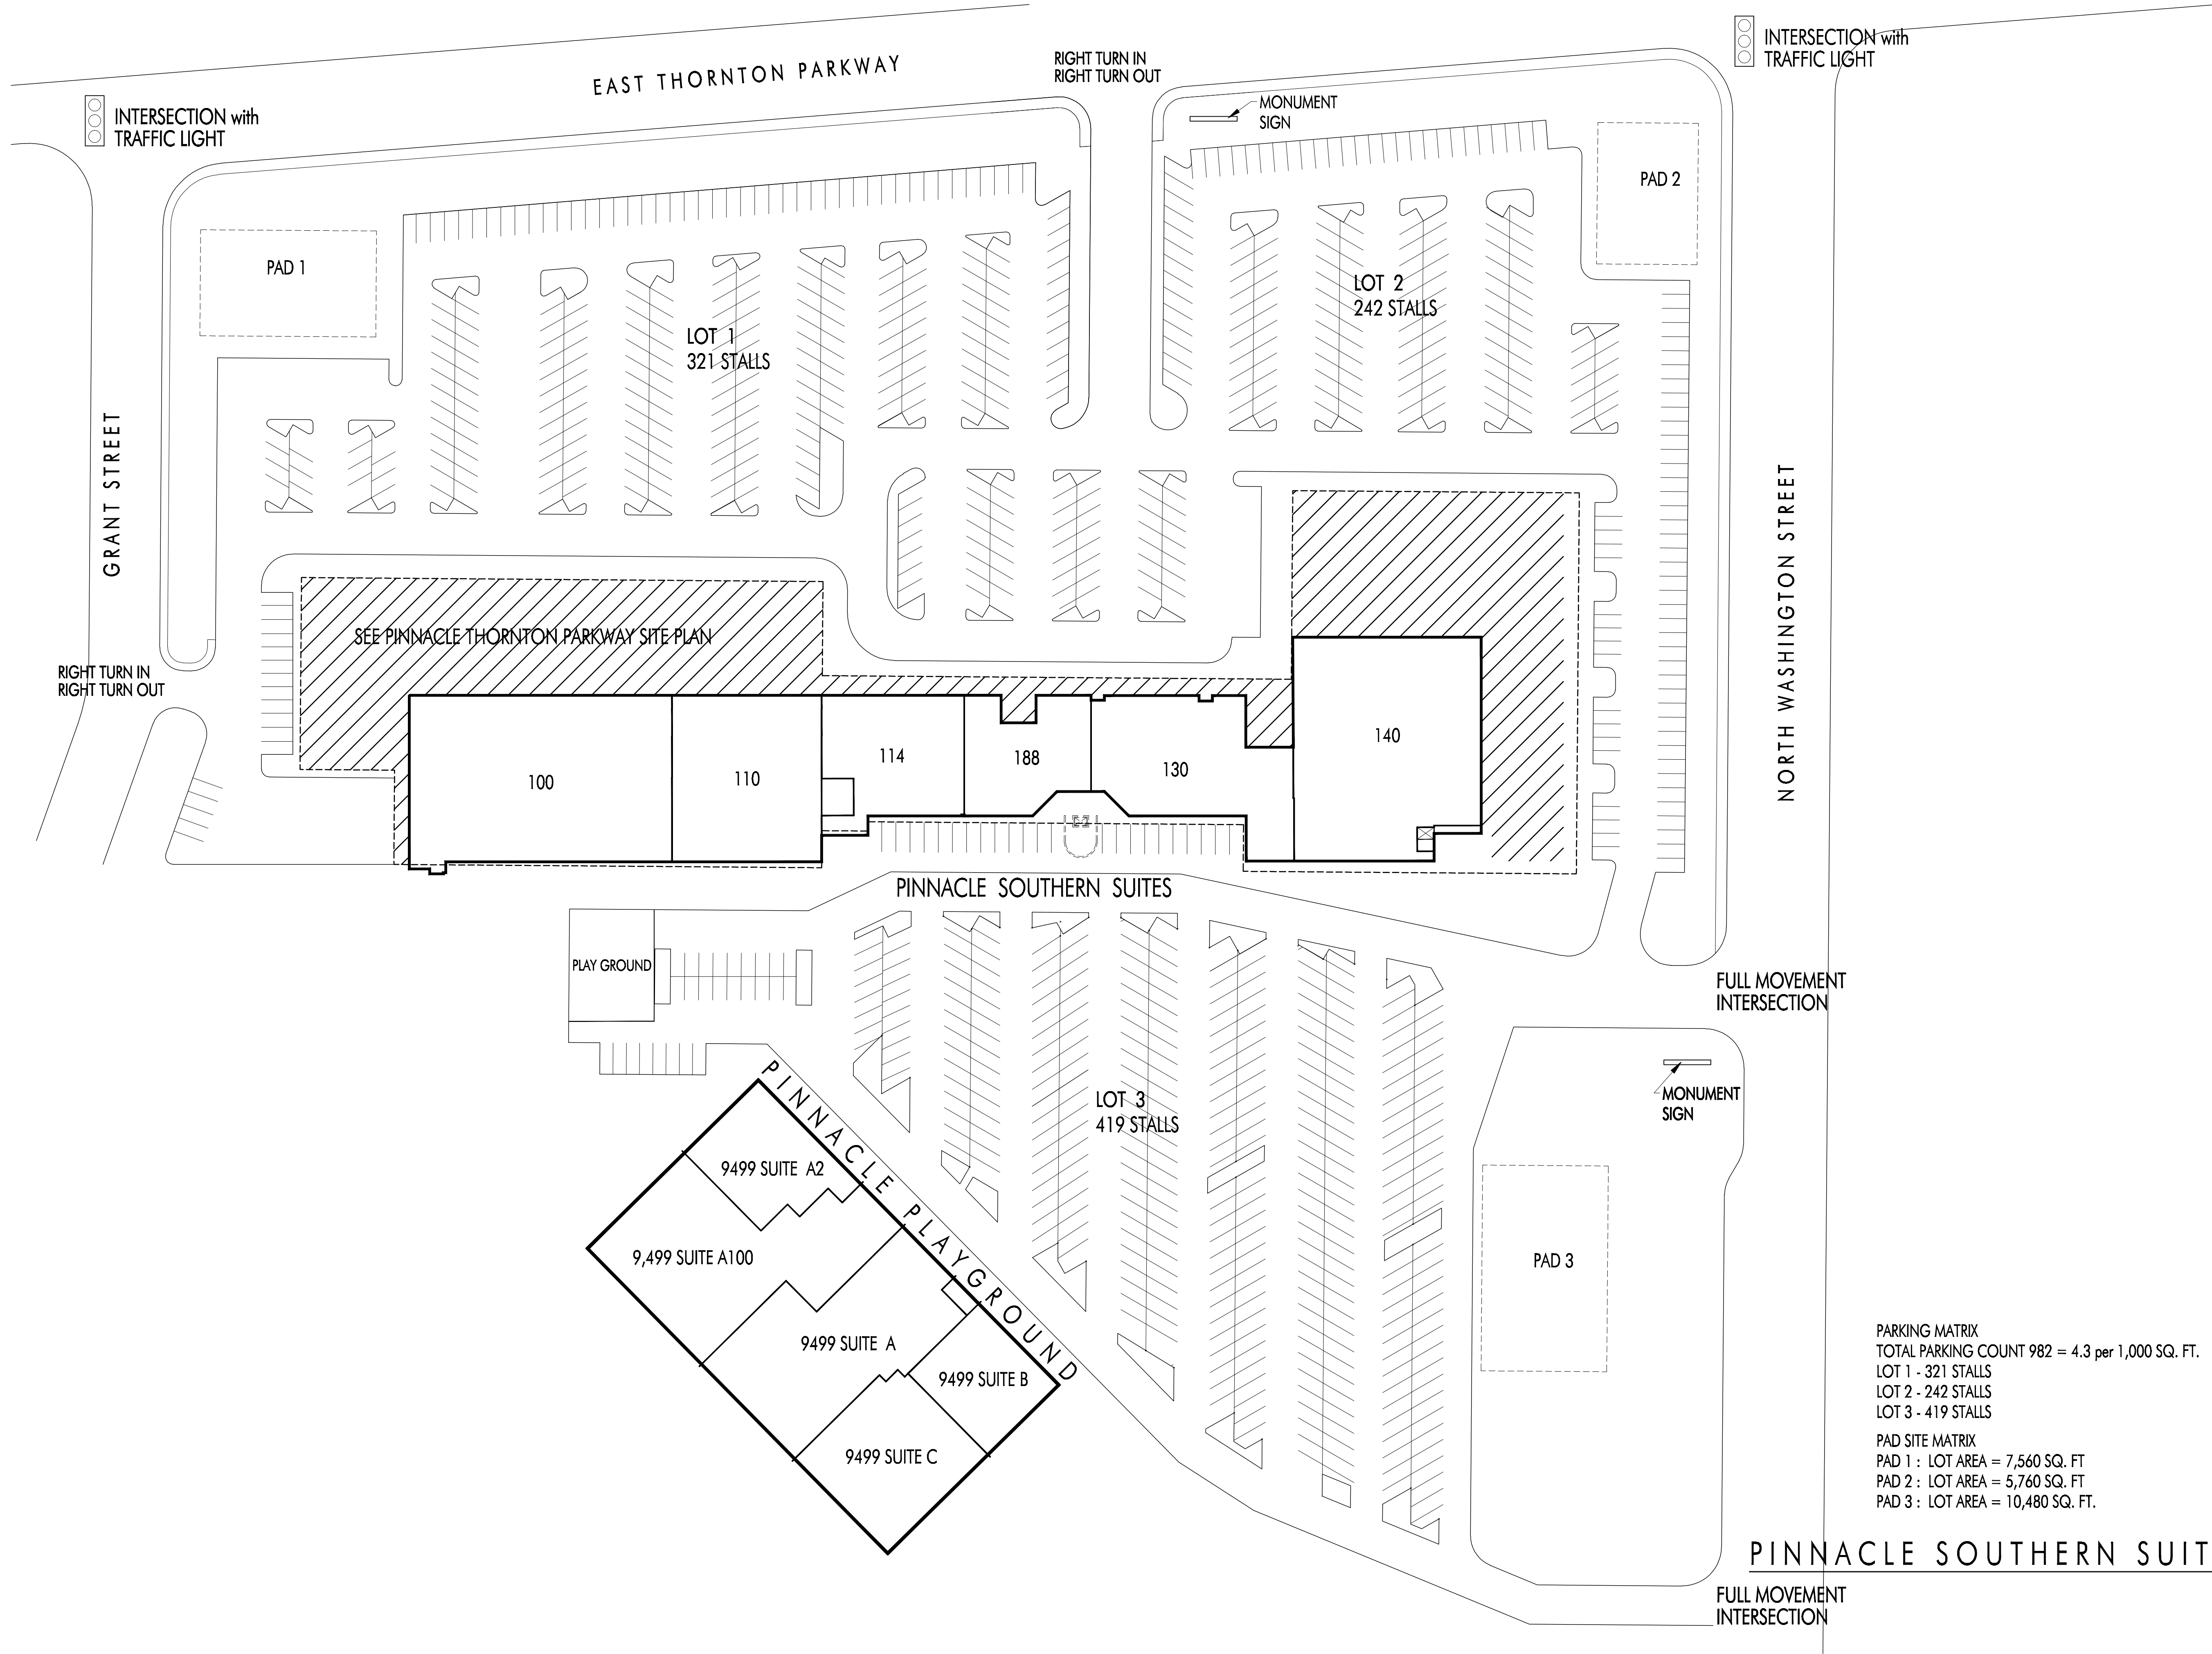 EAST THORNTON PARKWAY
RIGHT TURN IN
RIGHT TURN OUT
INTERSECTION with
TRAFFIC LIGHT
INTERSECTION with
TRAFFIC LIGHT
MONUMENT
SIGN
PAD 1
PAD 2
LOT 1
321 STALLS
LOT 2
242 STALLS
GRANT STREET
NORTH WASHINGTON STREET
SEE PINNACLE THORNTON PARKWAY SITE PLAN
RIGHT TURN IN
RIGHT TURN OUT
100
110
114
188
130
140
PINNACLE SOUTHERN SUITES
PLAY GROUND
FULL MOVEMENT
INTERSECTION
MONUMENT
SIGN
LOT 3
419 STALLS
PINNACLE PLAYGROUND
9499 SUITE A2
9,499 SUITE A100
9499 SUITE A
9499 SUITE B
9499 SUITE C
PAD 3
PARKING MATRIX
TOTAL PARKING COUNT 982 = 4.3 per 1,000 SQ. FT.
LOT 1 - 321 STALLS
LOT 2 - 242 STALLS
LOT 3 - 419 STALLS
PAD SITE MATRIX
PAD 1 : LOT AREA = 7,560 SQ. FT
PAD 2 : LOT AREA = 5,760 SQ. FT
PAD 3 : LOT AREA = 10,480 SQ. FT.
PINNACLE SOUTHERN SUIT
FULL MOVEMENT
INTERSECTION